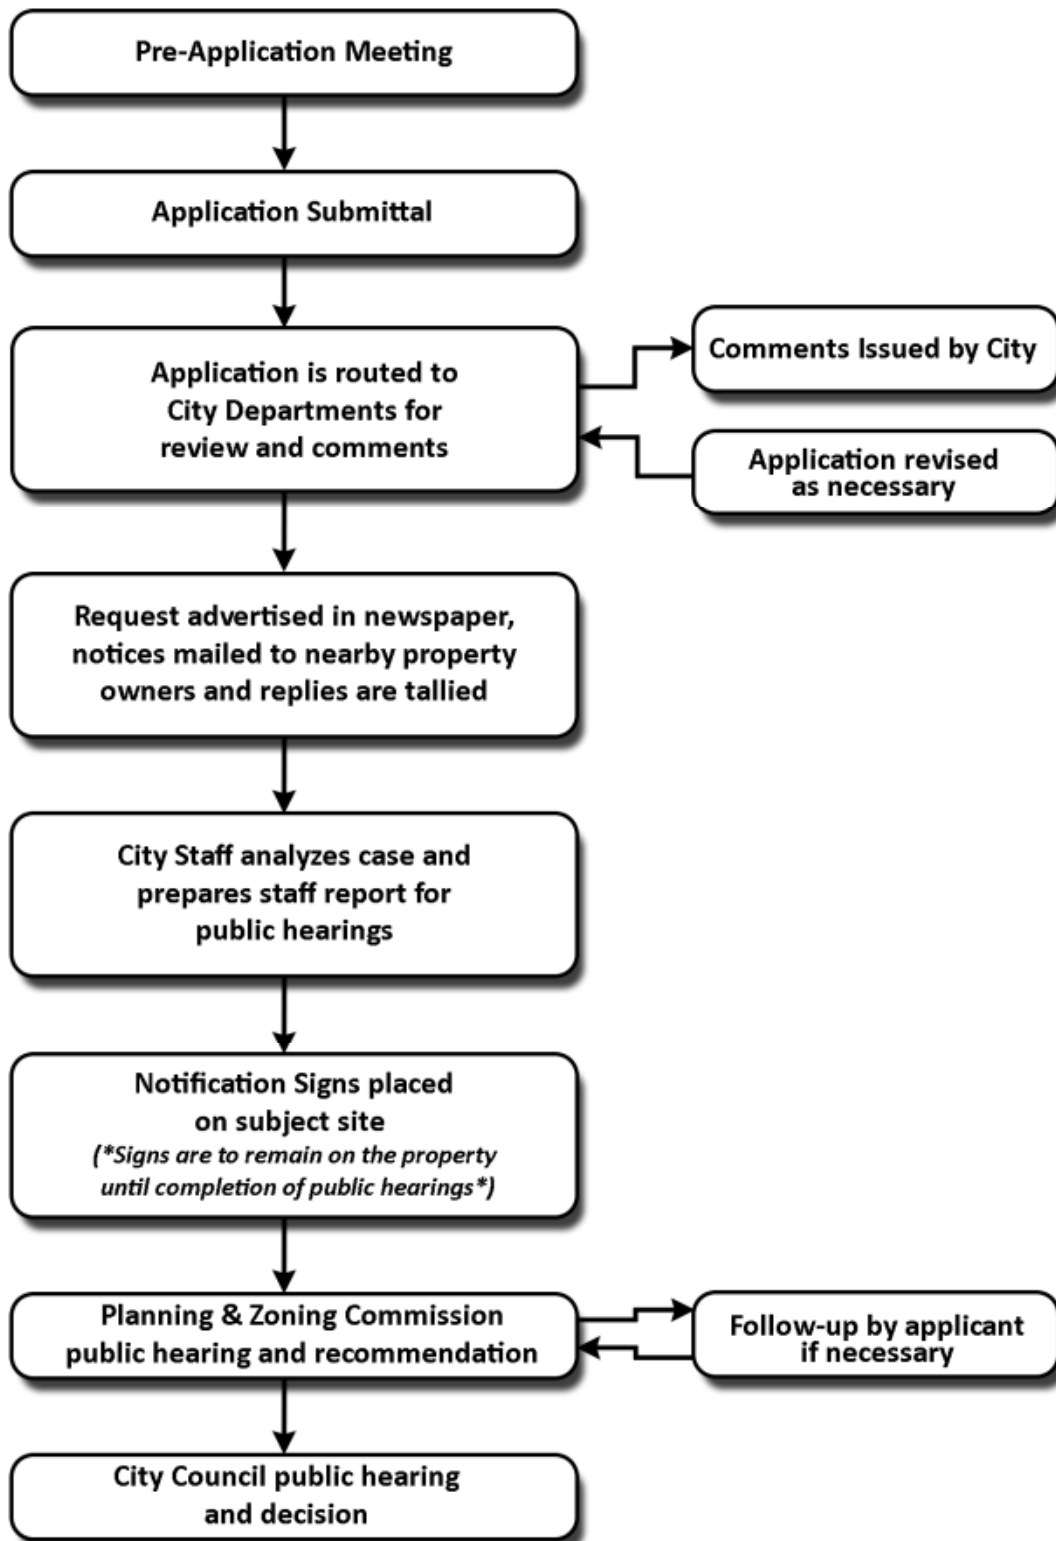 Pre-Application Meeting
Application Submittal
Application is routed to
City Departments for
review and comments
Comments Issued by City
Application revised
as necessary
Request advertised in newspaper,
notices mailed to nearby property
owners and replies are tallied
City Staff analyzes case and
prepares staff report for
public hearings
Notification Signs placed
on subject site
(*Signs are to remain on the property
until completion of public hearings*)
Planning & Zoning Commission
public hearing and recommendation
Follow-up by applicant
if necessary
City Council public hearing
and decision